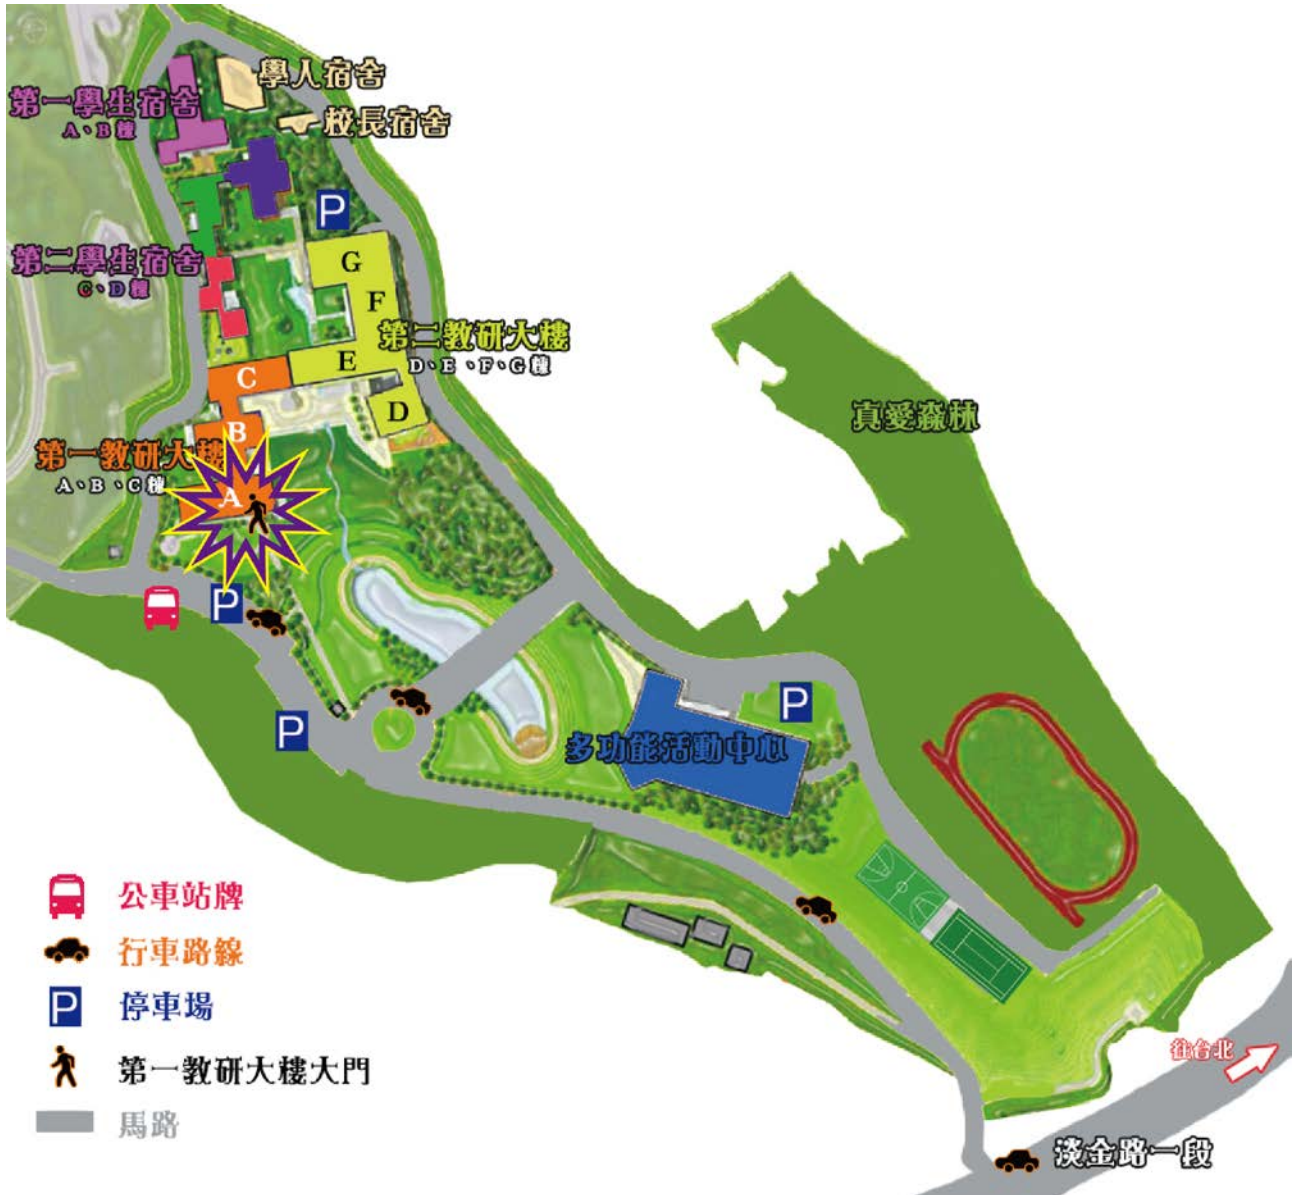 學人宿舍
第一學生宿舍
A、B棟
校長宿舍
P
第二學生宿舍
C、D棟
G
F
第二教研大樓
D、E、F、G棟
E
C
D
真愛森林
B
第一教研大樓
A、B、C棟
A
P
P
P
多功能活動中心
公車站牌
行車路線
P 停車場
第一教研大樓大門
馬路
往台北
淡金路一段